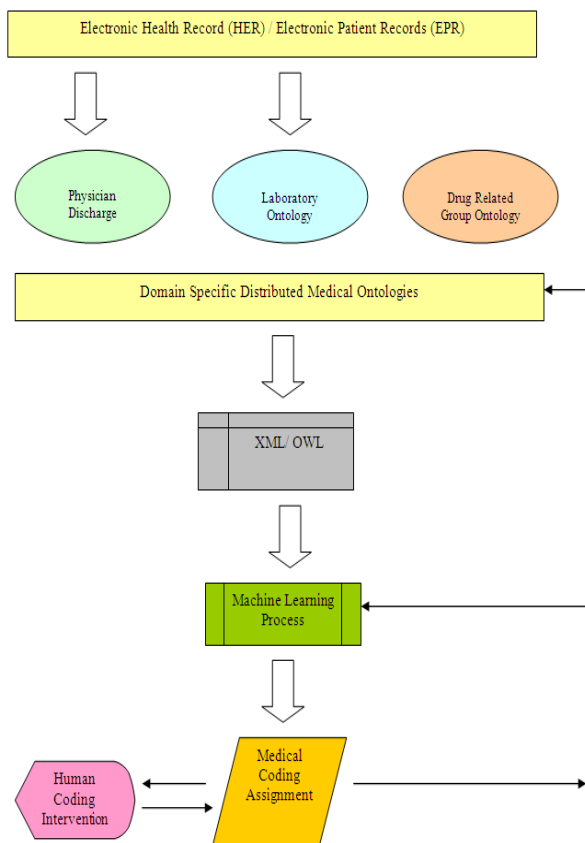 Electronic Health Record (HER) / Electronic Patient Records (EPR)
Physician
Discharge
Laboratory
Ontology
Drug Related
Group Ontology
Domain Specific Distributed Medical Ontologies
XML/ OWL
Machine Learning
Process
Medical
Coding
Assignment
Human
Coding
Intervention